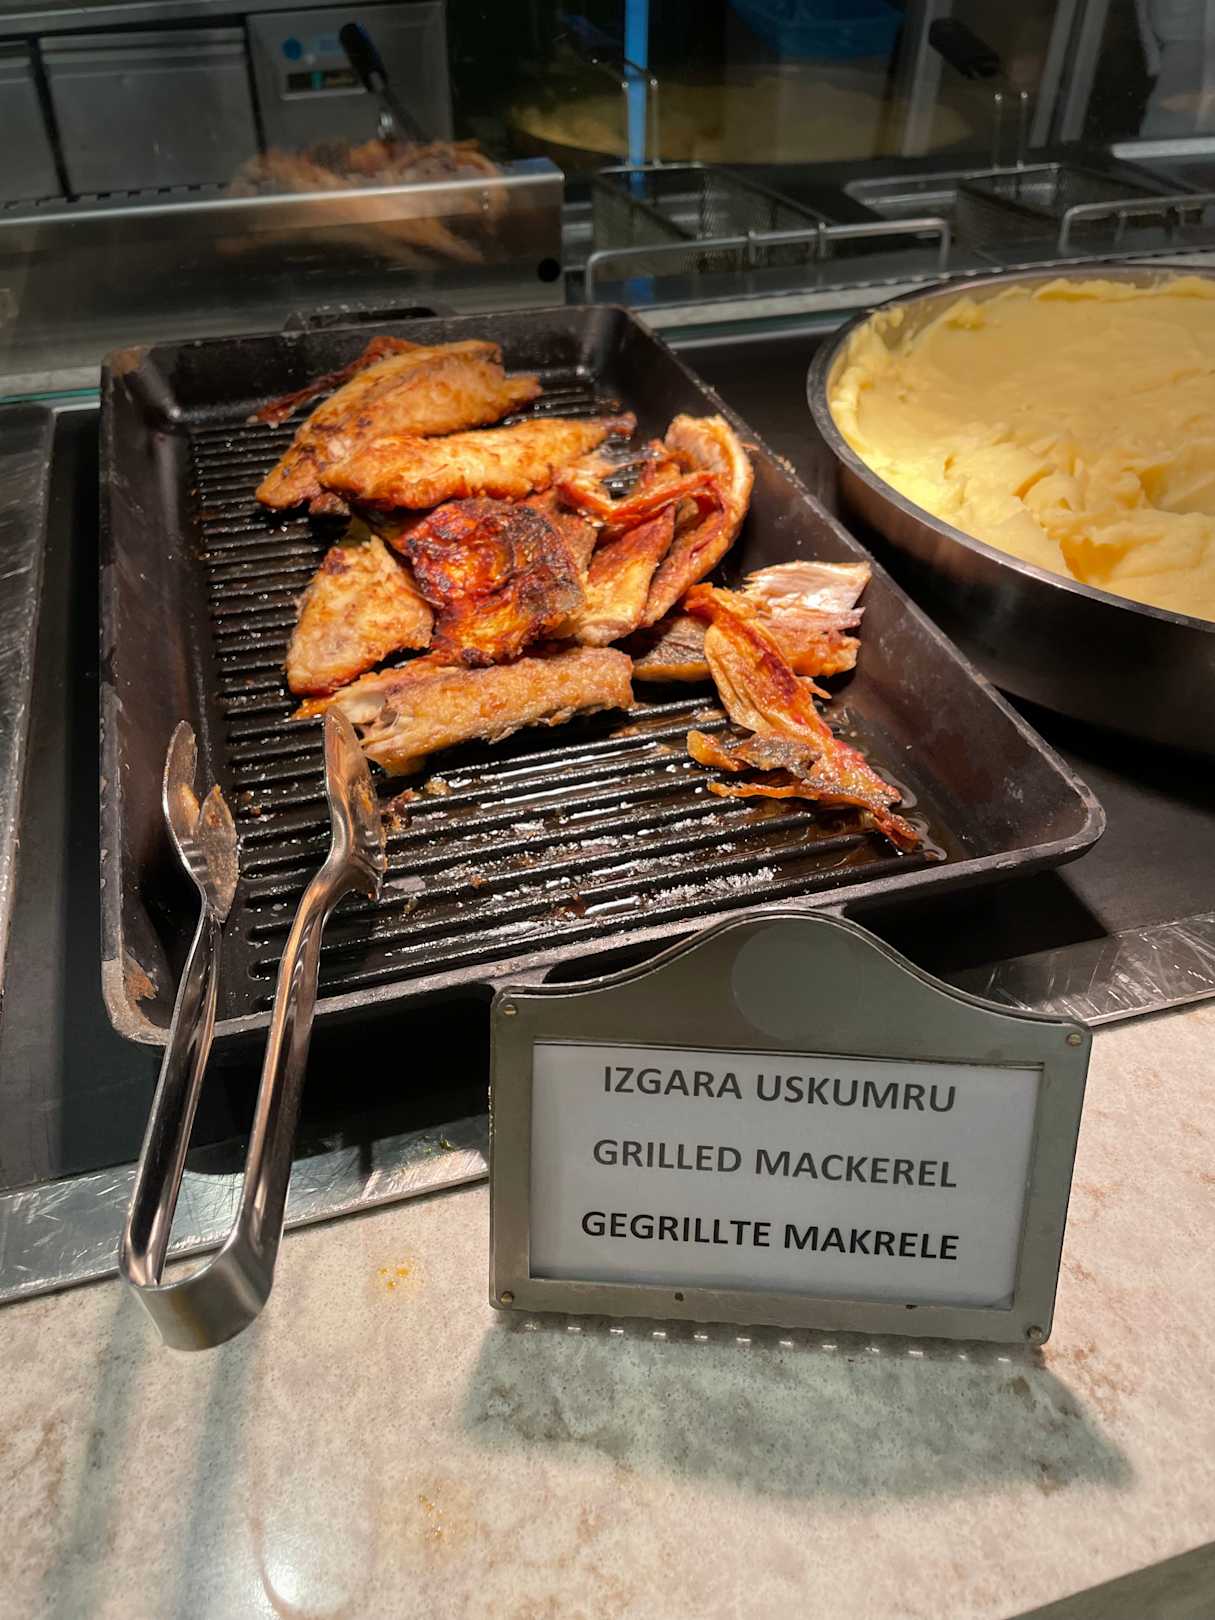 IZGARA USKUMRU
GRILLED MACKEREL
GEGRILLTE MAKRELE